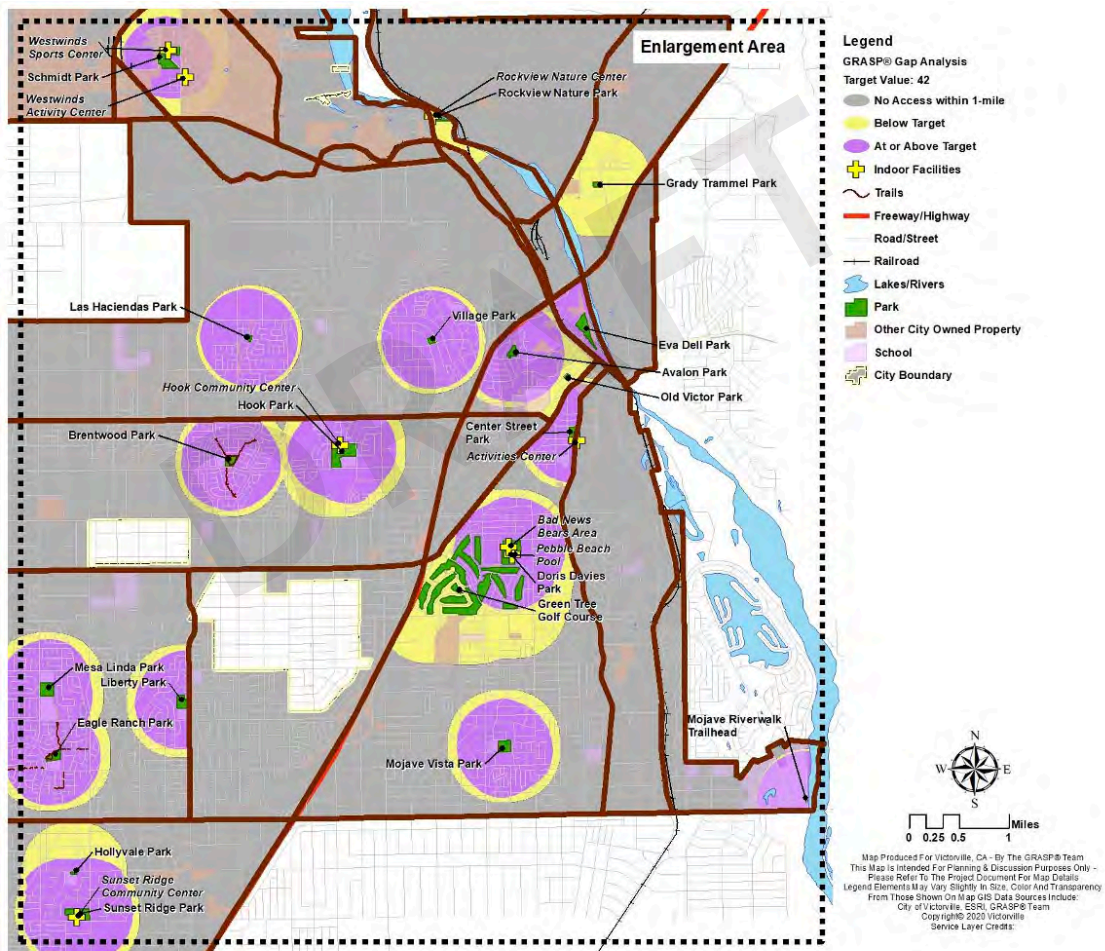 Enlargement Area
Westwinds
Sports Center
Schmidt Park
Westwinds
Activity Center
Rockview Nature Center
Rockview Nature Park
Grady Trammel Park
Las Haciendas Park
Village Park
Eva Dell Park
Avalon Park
Old Victor Park
Hook Community Center
Hook Park
Brentwood Park
Center Street
Park
Activities Center
Bad News
Bears Area
Pebble Beach
Pool
Doris Davies
Park
Green Tree
Golf Course
Mesa Linda Park
Liberty Park
Eagle Ranch Park
Mojave Vista Park
Mojave Riverwalk
Trailhead
Hollyvale Park
Sunset Ridge
Community Center
Sunset Ridge Park
DRAFT
Legend
GRASP® Gap Analysis
Target Value: 42
No Access within 1-mile
Below Target
At or Above Target
Indoor Facilities
Trails
Freeway/Highway
Road/Street
Railroad
Lakes/Rivers
Park
Other City Owned Property
School
City Boundary
N
W E
S
Miles
0 0.25 0.5 1
Map Produced For Victorville, CA - By The GRASP® Team
This Map Is Intended For Planning & Discussion Purposes Only -
Please Refer To The Project Document For Map Details
Legend Elements May Vary Slightly In Size, Color And Transparency
From Those Shown On Map GIS Data Sources Include:
City of Victorville, ESRI, GRASP® Team
Copyright© 2020 Victorville
Service Layer Credits: